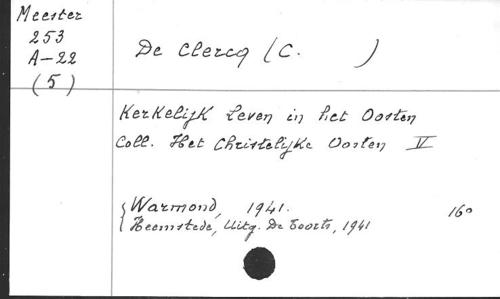 Meester
253
A-22
(5)
De Clercq (C. )
Kerkelijk Leven in het Oosten
Coll. Het Christelijke Oosten V
{ Warmond, 1941. 16°
{ Heemstede, Uitg. De Toorts, 1941